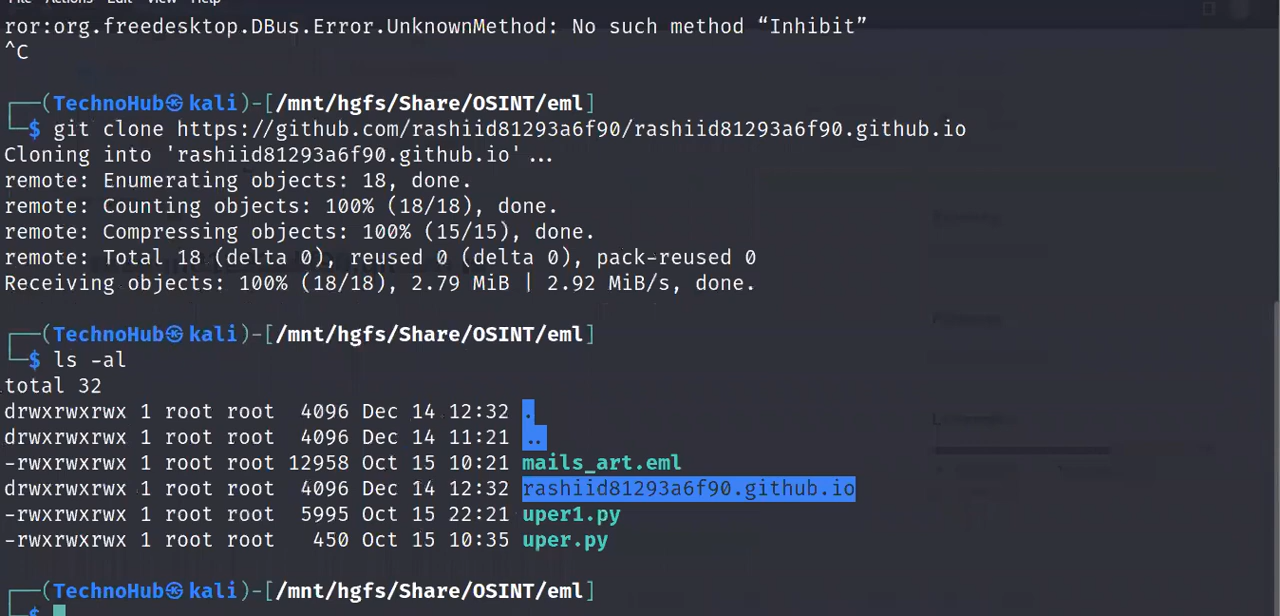 File Actions Edit View Help
ror:org.freedesktop.DBus.Error.UnknownMethod: No such method “Inhibit”
^C
┌──(TechnoHub㉿kali)-[/mnt/hgfs/Share/OSINT/eml]
└─$ git clone https://github.com/rashiid81293a6f90/rashiid81293a6f90.github.io
Cloning into 'rashiid81293a6f90.github.io'...
remote: Enumerating objects: 18, done.
remote: Counting objects: 100% (18/18), done.
remote: Compressing objects: 100% (15/15), done.
remote: Total 18 (delta 0), reused 0 (delta 0), pack-reused 0
Receiving objects: 100% (18/18), 2.79 MiB | 2.92 MiB/s, done.
┌──(TechnoHub㉿kali)-[/mnt/hgfs/Share/OSINT/eml]
└─$ ls -al
total 32
drwxrwxrwx 1 root root 4096 Dec 14 12:32 .
drwxrwxrwx 1 root root 4096 Dec 14 11:21 ..
-rwxrwxrwx 1 root root 12958 Oct 15 10:21 mails_art.eml
drwxrwxrwx 1 root root 4096 Dec 14 12:32 rashiid81293a6f90.github.io
-rwxrwxrwx 1 root root 5995 Oct 15 22:21 uper1.py
-rwxrwxrwx 1 root root 450 Oct 15 10:35 uper.py
┌──(TechnoHub㉿kali)-[/mnt/hgfs/Share/OSINT/eml]
└─$